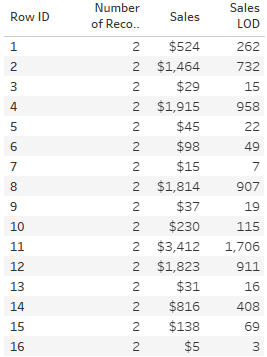 Row ID Number of Reco.. Sales Sales LOD
1 2 $524 262
2 2 $1,464 732
3 2 $29 15
4 2 $1,915 958
5 2 $45 22
6 2 $98 49
7 2 $15 7
8 2 $1,814 907
9 2 $37 19
10 2 $230 115
11 2 $3,412 1,706
12 2 $1,823 911
13 2 $31 16
14 2 $816 408
15 2 $138 69
16 2 $5 3